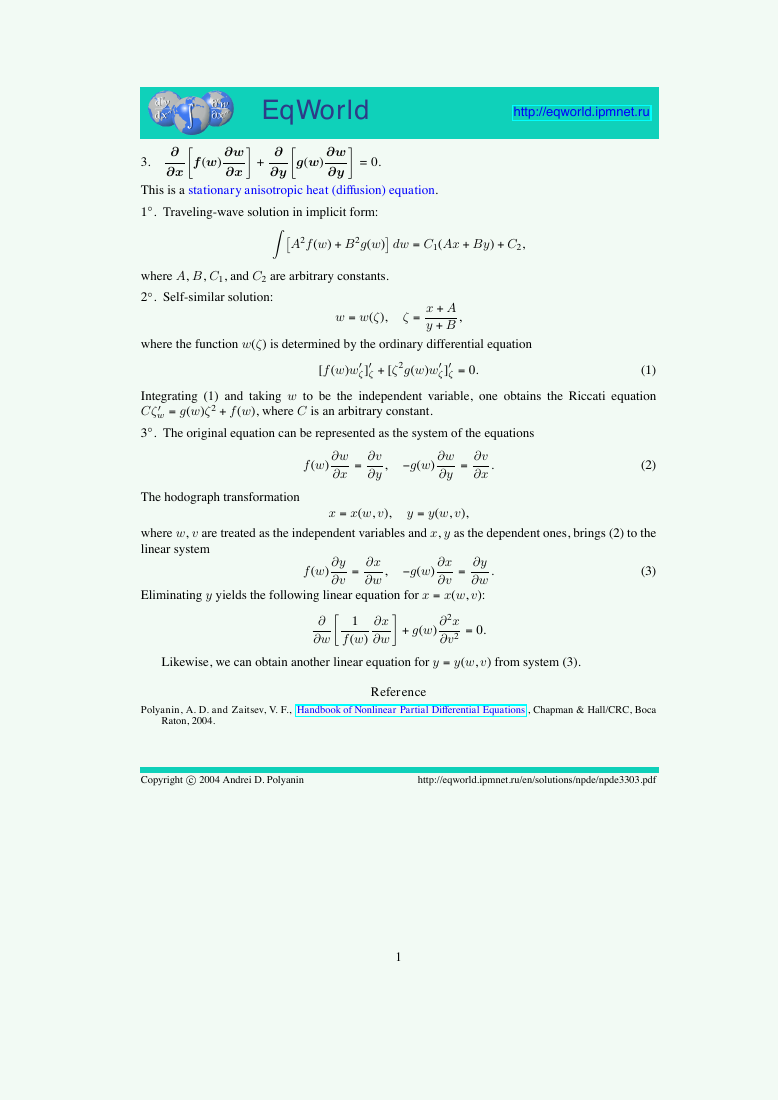 EqWorld
http://eqworld.ipmnet.ru
3. ∂/∂x [f(w) ∂w/∂x] + ∂/∂y [g(w) ∂w/∂y] = 0.
This is a stationary anisotropic heat (diffusion) equation.
1°. Traveling-wave solution in implicit form:
∫ [A²f(w) + B²g(w)] dw = C₁(Ax + By) + C₂,
where A, B, C₁, and C₂ are arbitrary constants.
2°. Self-similar solution:
w = w(ζ), ζ = (x + A)/(y + B),
where the function w(ζ) is determined by the ordinary differential equation
[f(w)w′_ζ]′_ζ + [ζ²g(w)w′_ζ]′_ζ = 0. (1)
Integrating (1) and taking w to be the independent variable, one obtains the Riccati equation
Cζ′_w = g(w)ζ² + f(w), where C is an arbitrary constant.
3°. The original equation can be represented as the system of the equations
f(w) ∂w/∂x = ∂v/∂y, −g(w) ∂w/∂y = ∂v/∂x. (2)
The hodograph transformation
x = x(w, v), y = y(w, v),
where w, v are treated as the independent variables and x, y as the dependent ones, brings (2) to the
linear system
f(w) ∂y/∂v = ∂x/∂w, −g(w) ∂x/∂v = ∂y/∂w. (3)
Eliminating y yields the following linear equation for x = x(w, v):
∂/∂w [1/f(w) ∂x/∂w] + g(w) ∂²x/∂v² = 0.
Likewise, we can obtain another linear equation for y = y(w, v) from system (3).
Reference
Polyanin, A. D. and Zaitsev, V. F., Handbook of Nonlinear Partial Differential Equations, Chapman & Hall/CRC, Boca
Raton, 2004.
Copyright © 2004 Andrei D. Polyanin
http://eqworld.ipmnet.ru/en/solutions/npde/npde3303.pdf
1